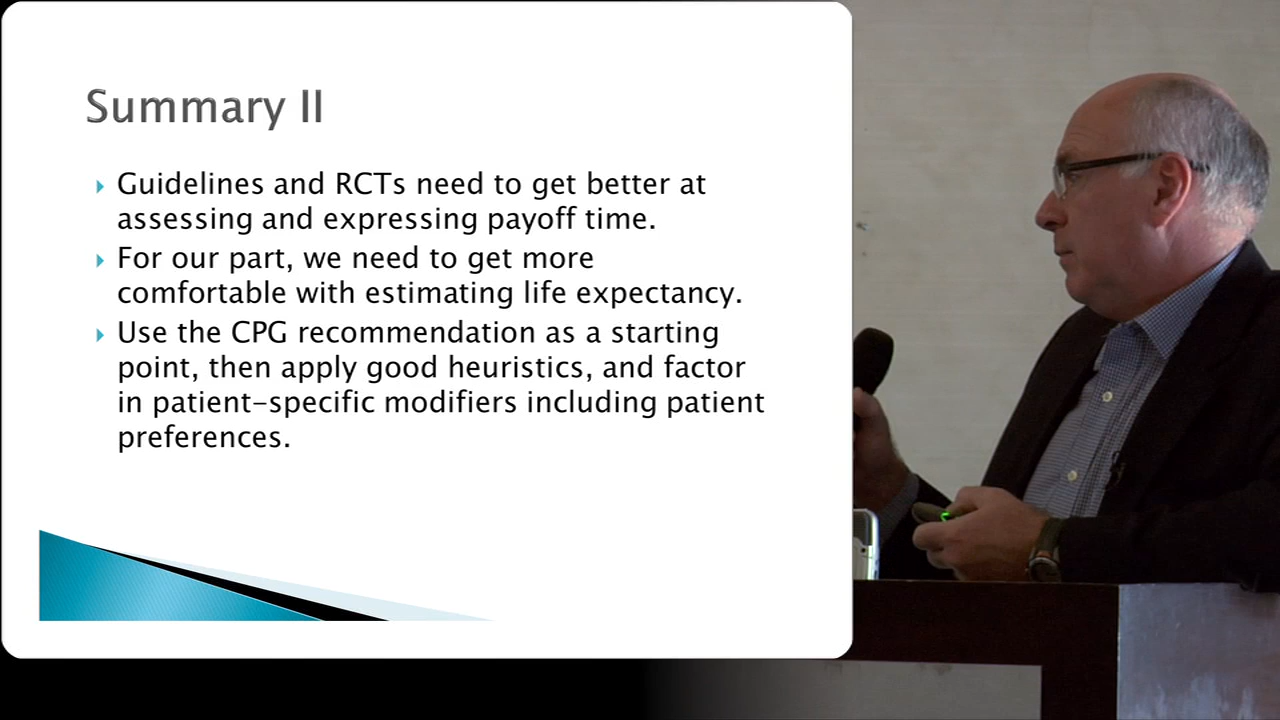 Summary II
Guidelines and RCTs need to get better at
assessing and expressing payoff time.
For our part, we need to get more
comfortable with estimating life expectancy.
Use the CPG recommendation as a starting
point, then apply good heuristics, and factor
in patient-specific modifiers including patient
preferences.